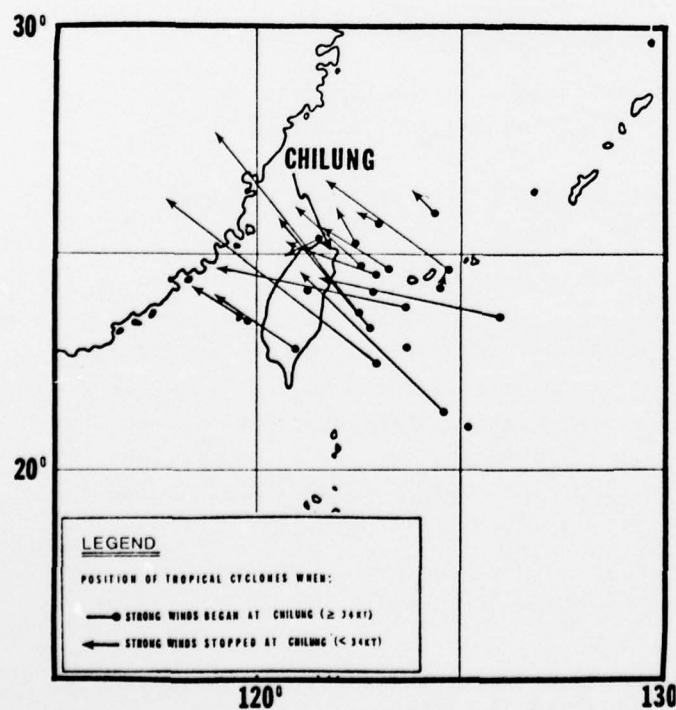 30°
CHILUNG
20°
LEGEND
POSITION OF TROPICAL CYCLONES WHEN:
STRONG WINDS BEGAN AT CHILUNG (≥ 34KT)
STRONG WINDS STOPPED AT CHILUNG (< 34KT)
120°
130